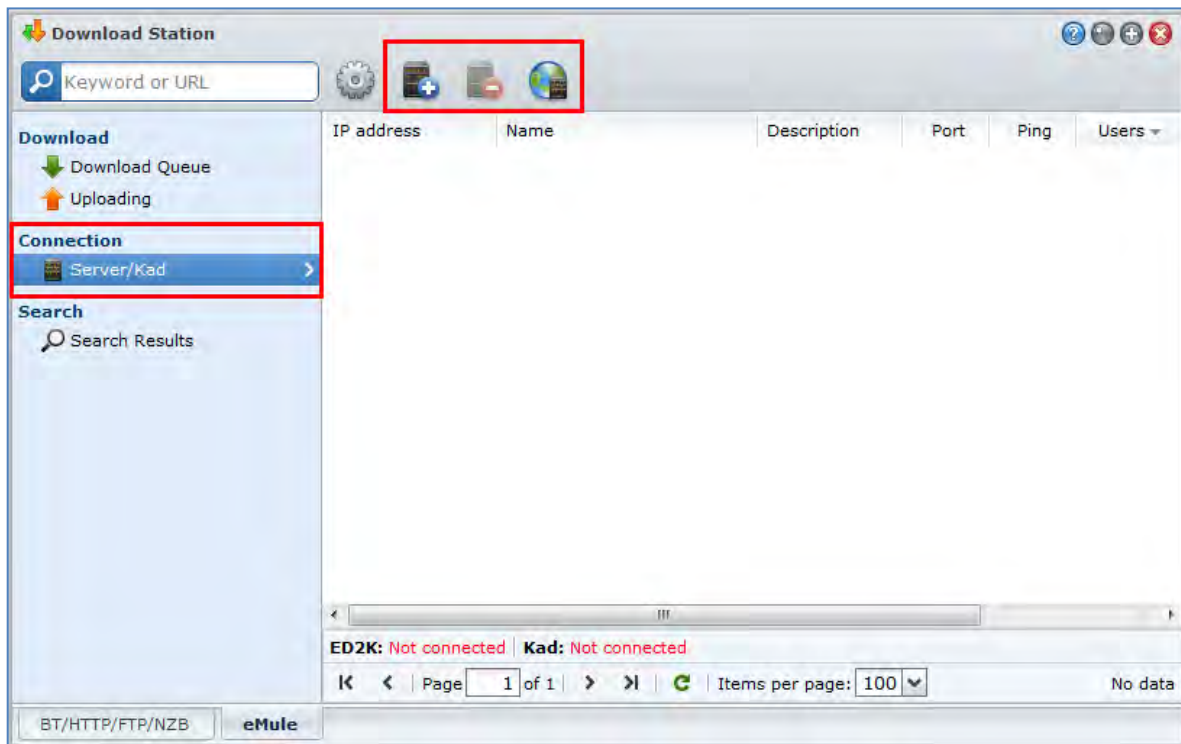 Download Station
Keyword or URL
Download
Download Queue
Uploading
Connection
Server/Kad
Search
Search Results
IP address Name Description Port Ping Users
ED2K: Not connected Kad: Not connected
Page 1 of 1 Items per page: 100 No data
BT/HTTP/FTP/NZB eMule